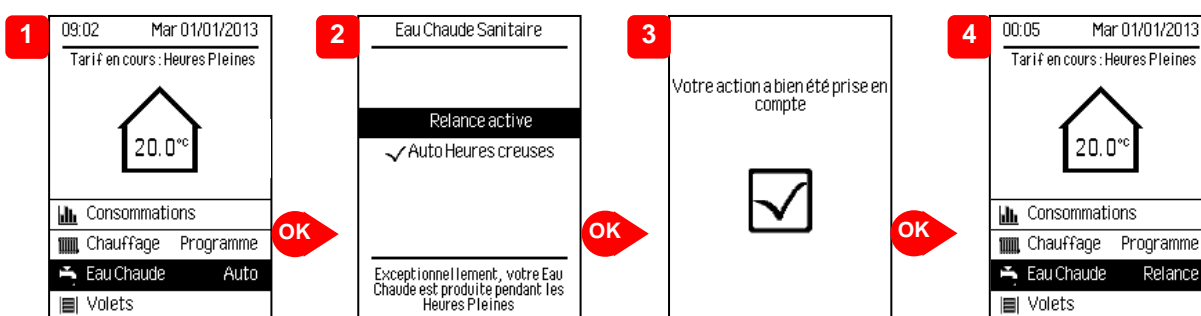 1
09:02 Mar 01/01/2013
Tarif en cours : Heures Pleines
20.0°C
Consommations
Chauffage Programme
Eau Chaude Auto
Volets
OK
2
Eau Chaude Sanitaire
Relance active
Auto Heures creuses
Exceptionnellement, votre Eau
Chaude est produite pendant les
Heures Pleines
OK
3
Votre action a bien été prise en
compte
OK
4
00:05 Mar 01/01/2013
Tarif en cours : Heures Pleines
20.0°C
Consommations
Chauffage Programme
Eau Chaude Relance
Volets